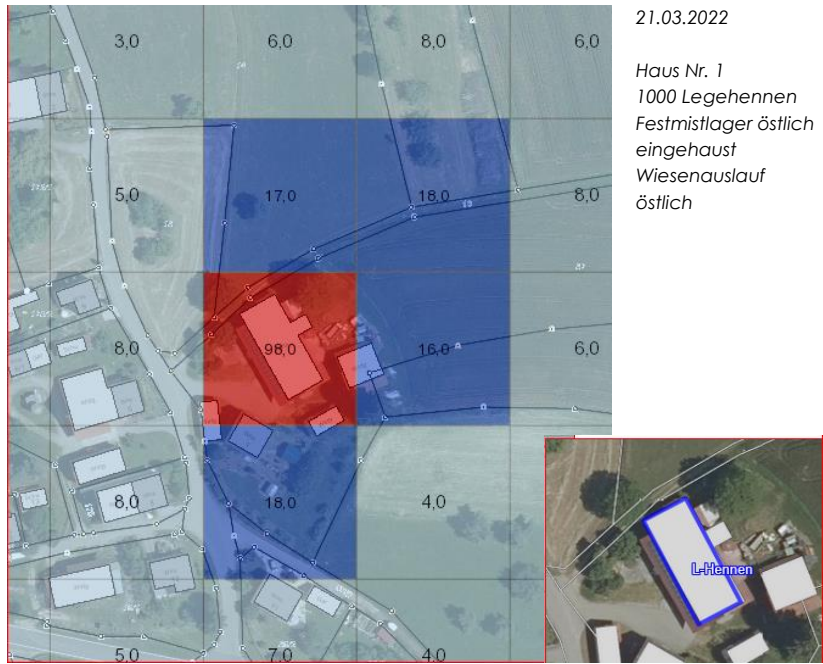 21.03.2022
Haus Nr. 1
1000 Legehennen
Festmistlager östlich
eingehaust
Wiesenauslauf
östlich
3,0 6,0 8,0 6,0
5,0 17,0 18,0 8,0
8,0 98,0 16,0 6,0
8,0 18,0 4,0
5,0 7,0 4,0
L-Hennen